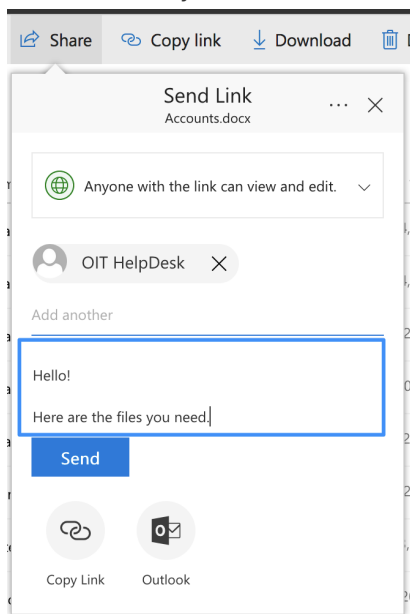 Share Copy link Download
Send Link
Accounts.docx
Anyone with the link can view and edit.
OIT HelpDesk
Add another
Hello!
Here are the files you need.
Send
Copy Link Outlook